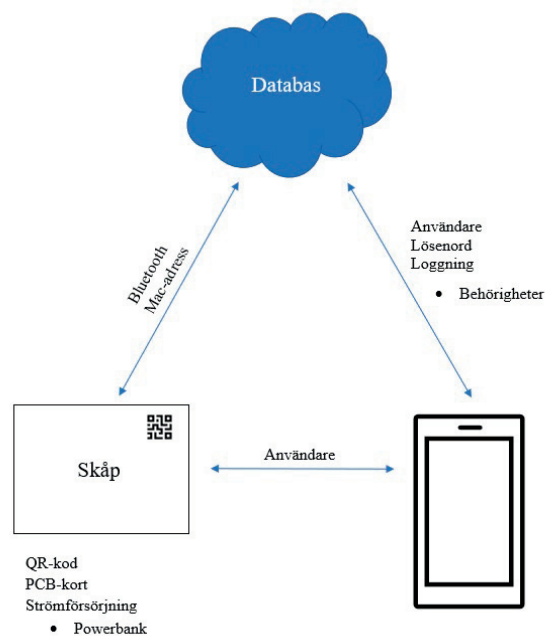 Databas
Användare
Lösenord
Loggning
• Behörigheter
Bluetooth
Mac-adress
Skåp
Användare
QR-kod
PCB-kort
Strömförsörjning
• Powerbank